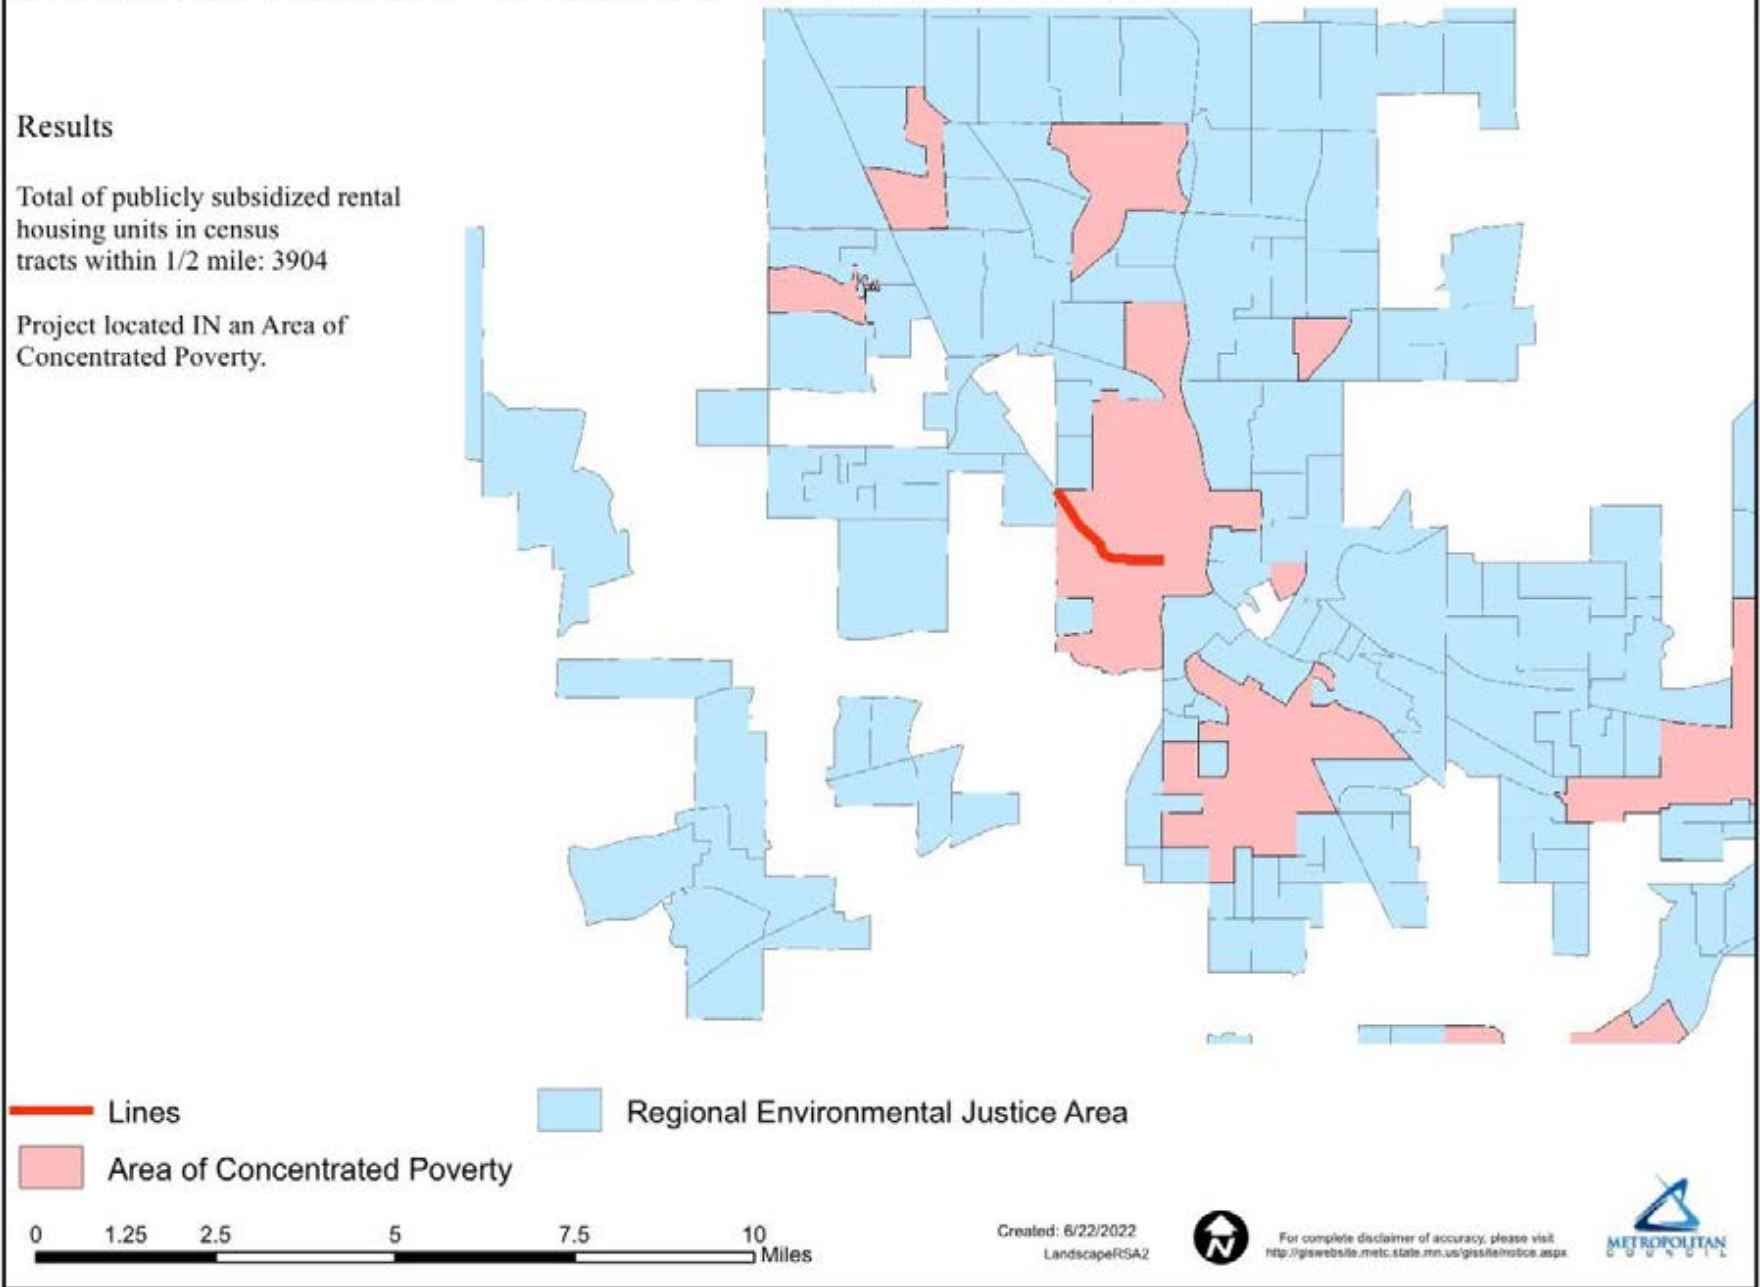 Results
Total of publicly subsidized rental
housing units in census
tracts within 1/2 mile: 3904
Project located IN an Area of
Concentrated Poverty.
Lines
Regional Environmental Justice Area
Area of Concentrated Poverty
0 1.25 2.5 5 7.5 10
Miles
Created: 6/22/2022
LandscapeRSA2
N
For complete disclaimer of accuracy, please visit
http://giswebsite.metc.state.mn.us/gissite/notice.aspx
METROPOLITAN
COUNCIL